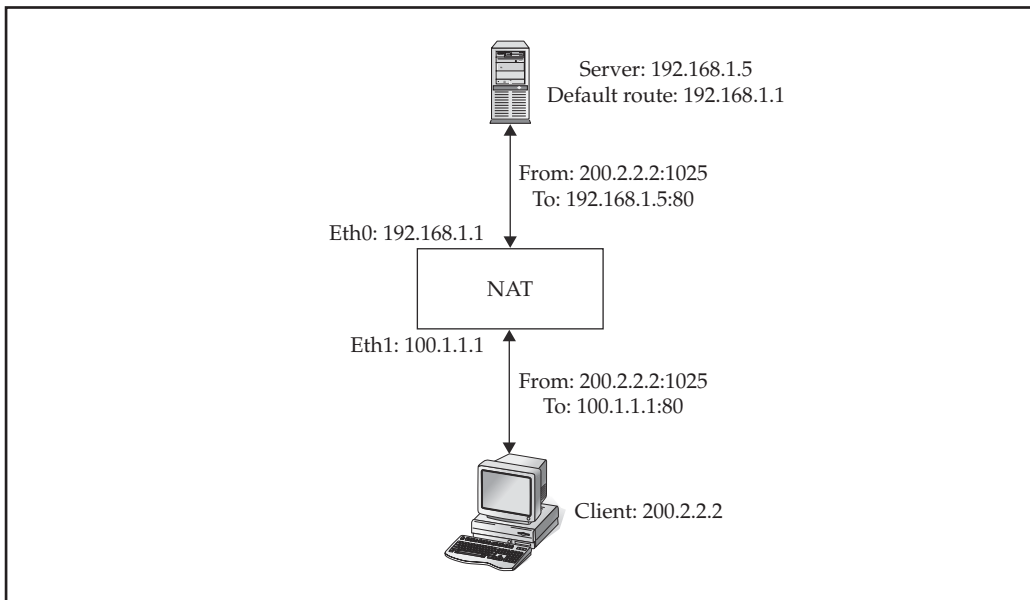 Server: 192.168.1.5
Default route: 192.168.1.1
From: 200.2.2.2:1025
To: 192.168.1.5:80
Eth0: 192.168.1.1
NAT
Eth1: 100.1.1.1
From: 200.2.2.2:1025
To: 100.1.1.1:80
Client: 200.2.2.2